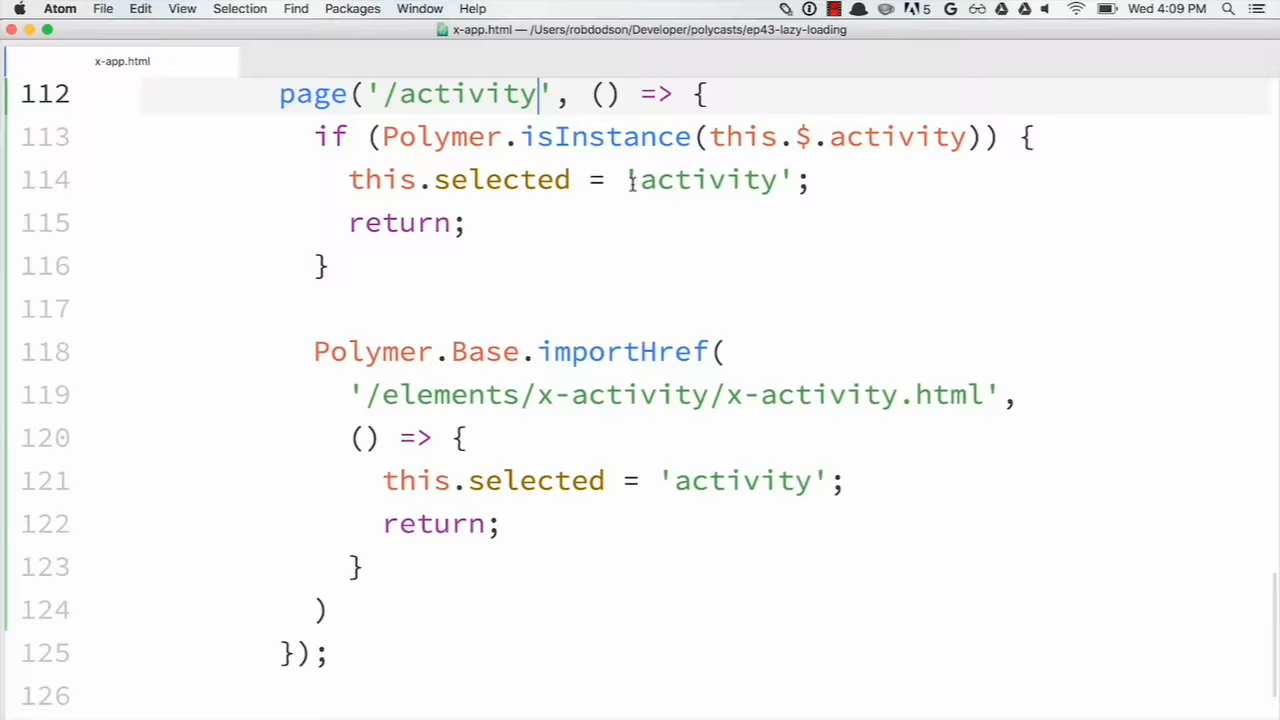 Atom File Edit View Selection Find Packages Window Help 5 Wed 4:09 PM
x-app.html — /Users/robdodson/Developer/polycasts/ep43-lazy-loading
x-app.html
112 page('/activity', () => {
113 if (Polymer.isInstance(this.$.activity)) {
114 this.selected = 'activity';
115 return;
116 }
117
118 Polymer.Base.importHref(
119 '/elements/x-activity/x-activity.html',
120 () => {
121 this.selected = 'activity';
122 return;
123 }
124 )
125 });
126